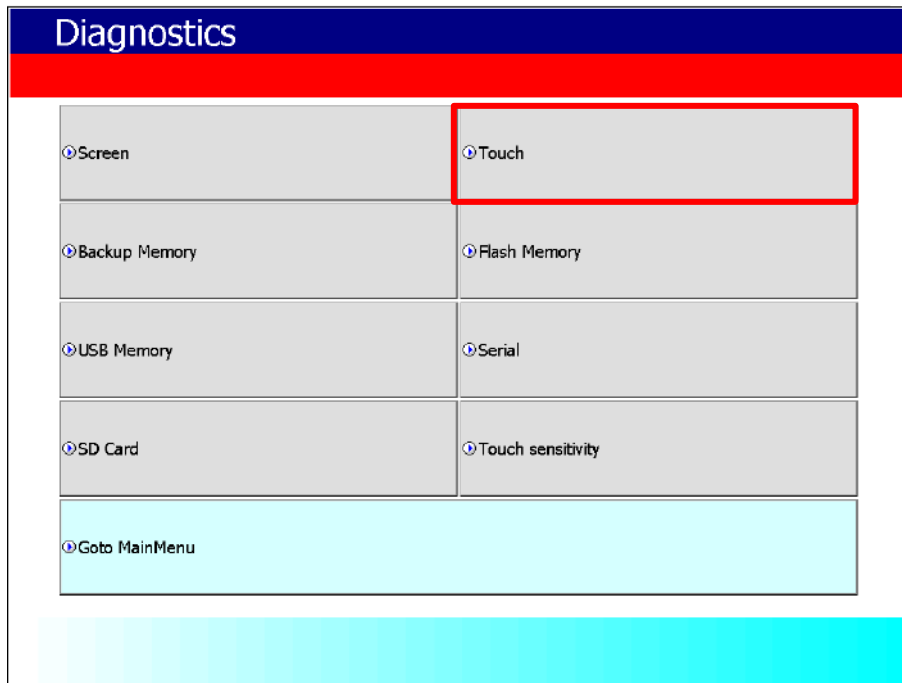 Diagnostics
Screen
Touch
Backup Memory
Flash Memory
USB Memory
Serial
SD Card
Touch sensitivity
Goto MainMenu